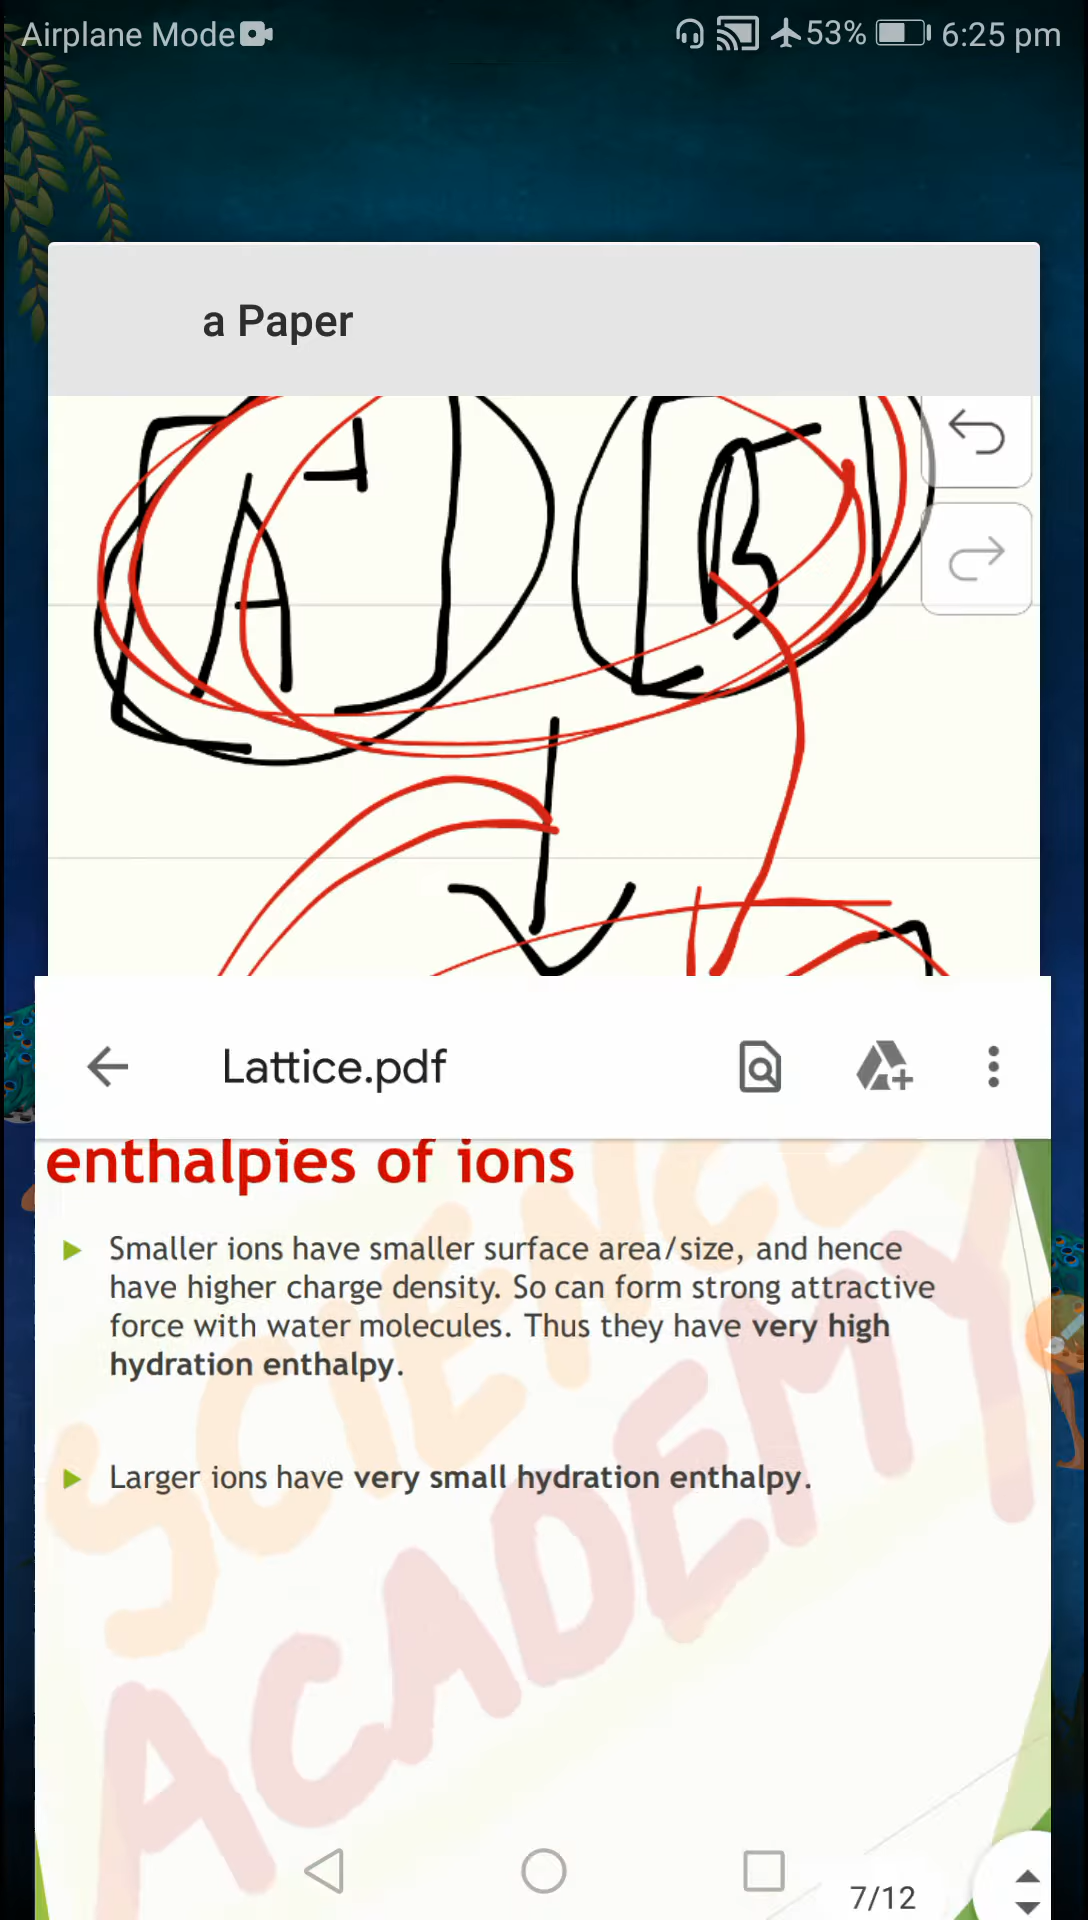 Airplane Mode 53% 6:25 pm
a Paper
A B
Lattice.pdf
enthalpies of ions
Smaller ions have smaller surface area/size, and hence
have higher charge density. So can form strong attractive
force with water molecules. Thus they have very high
hydration enthalpy.
Larger ions have very small hydration enthalpy.
SCIENCE
ACADEMY
7/12